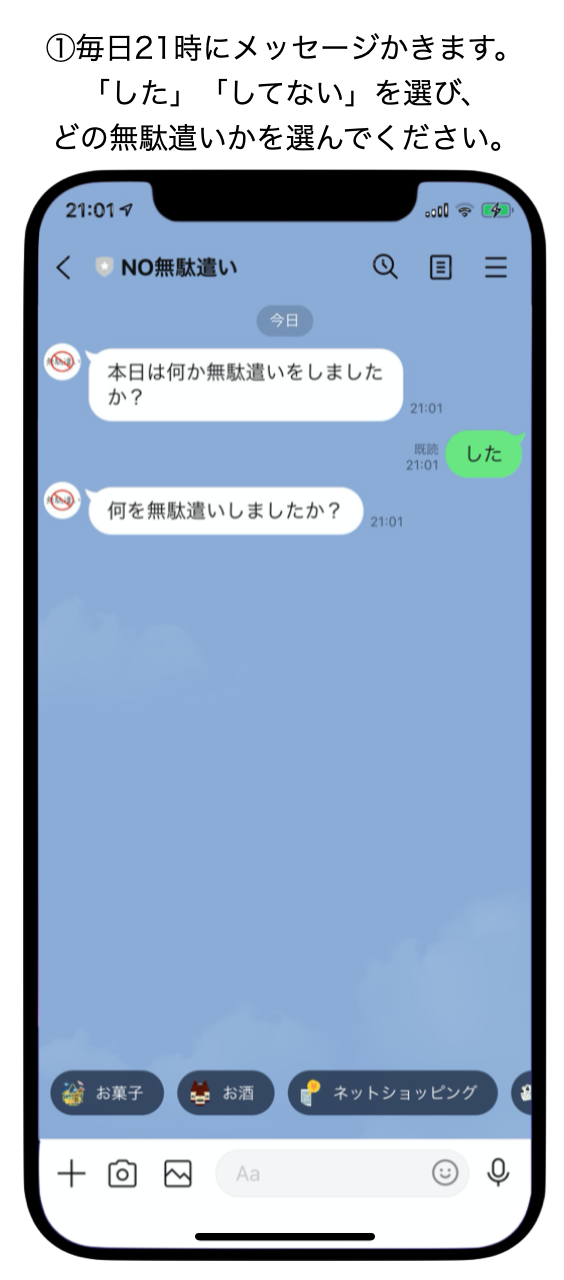 ①毎日21時にメッセージかきます。
「した」「してない」を選び、
どの無駄遣いかを選んでください。
21:01
NO無駄遣い
今日
本日は何か無駄遣いをしました
か？
21:01
既読
21:01
した
何を無駄遣いしましたか？
21:01
お菓子
お酒
ネットショッピング
Aa